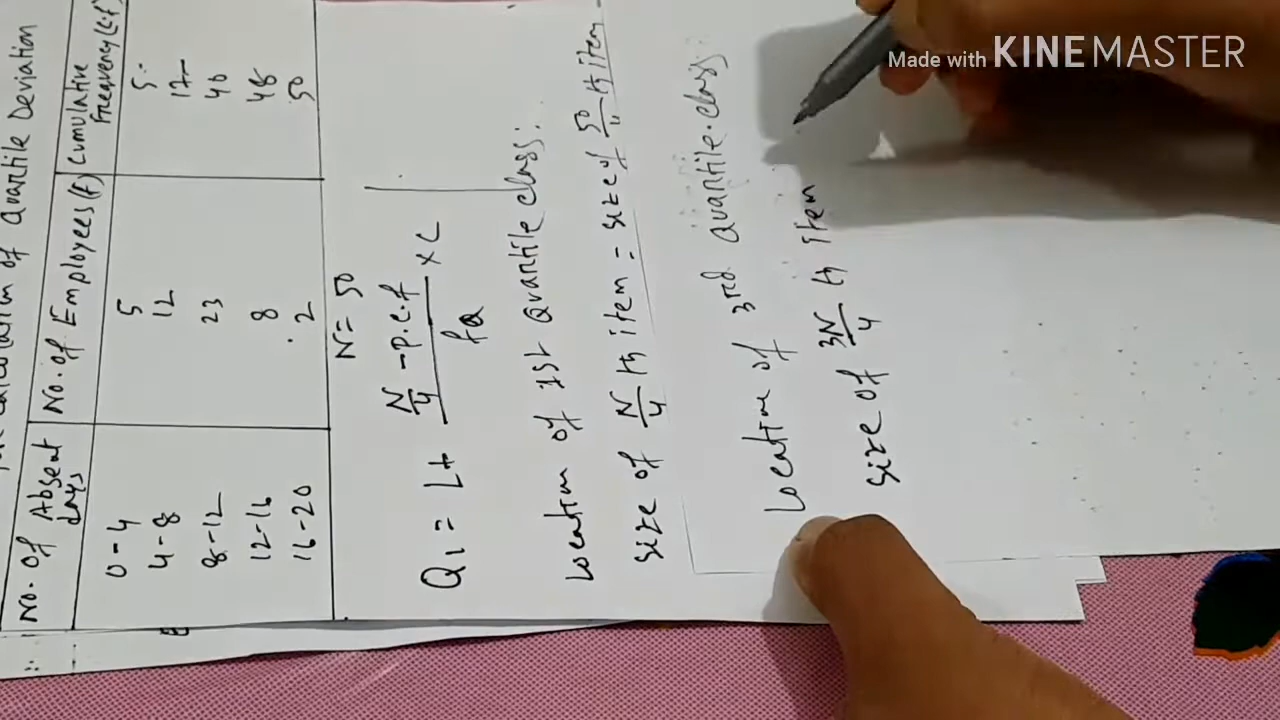 Calculation of Quartile Deviation
No. of Absent days | No. of Employees (f) | Cumulative Frequency (c.f)
0-4 5 5
4-8 12 17
8-12 23 40
12-16 8 48
16-20 2 50
N=50
Q1 = L+ N/4 -p.c.f / fQ × C
Location of 1st Quartile class:
size of N/4 th item = size of 50/4 th item =
Location of 3rd Quartile class:
size of 3N/4 th item
Made with KINEMASTER